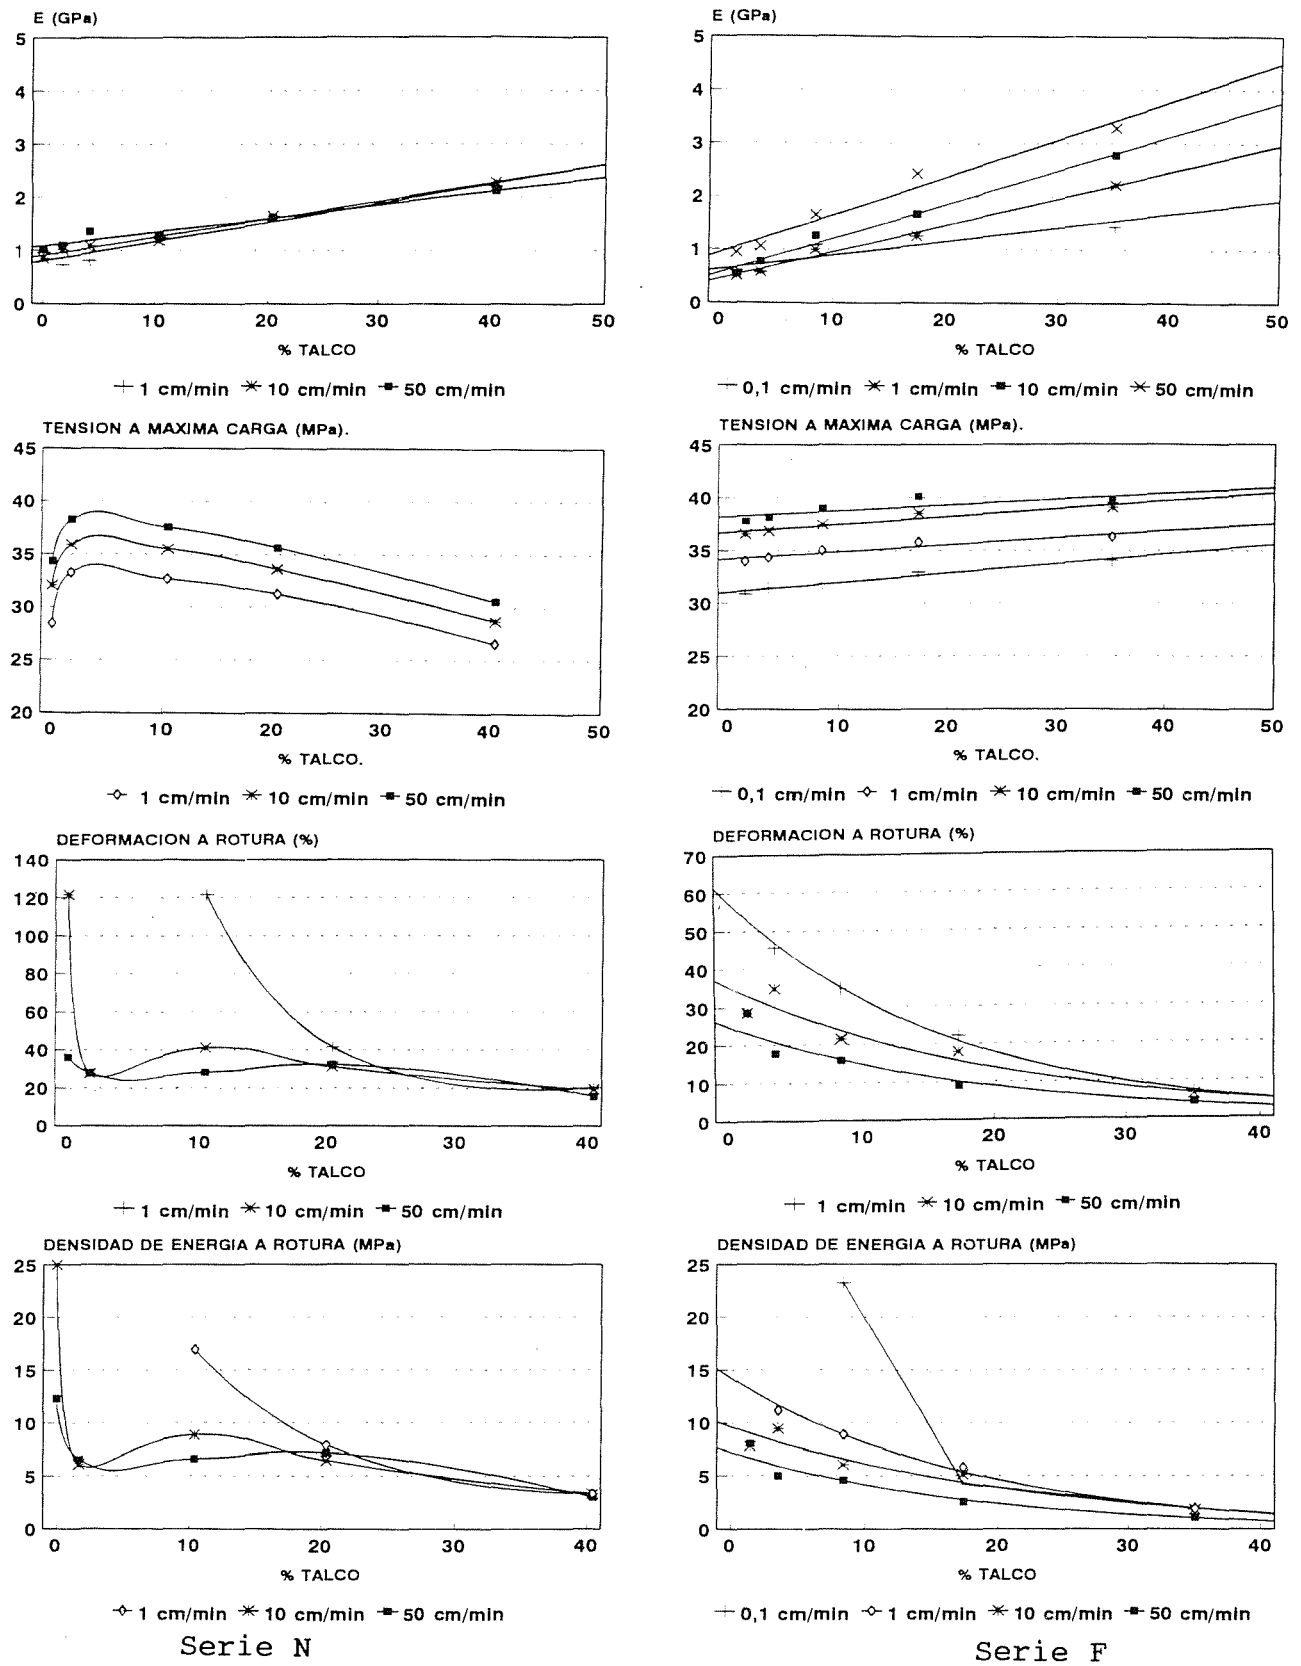 E (GPa)
5
4
3
2
1
0
0 10 20 30 40 50
% TALCO
1 cm/min 10 cm/min 50 cm/min
E (GPa)
5
4
3
2
1
0
0 10 20 30 40 50
% TALCO
0,1 cm/min 1 cm/min 10 cm/min 50 cm/min
TENSION A MAXIMA CARGA (MPa).
45
40
35
30
25
20
0 10 20 30 40 50
% TALCO.
1 cm/min 10 cm/min 50 cm/min
TENSION A MAXIMA CARGA (MPa).
45
40
35
30
25
20
10 20 30 40 50
% TALCO.
0,1 cm/min 1 cm/min 10 cm/min 50 cm/min
DEFORMACION A ROTURA (%)
140
120
100
80
60
40
20
0
0 10 20 30 40
% TALCO
1 cm/min 10 cm/min 50 cm/min
DEFORMACION A ROTURA (%)
70
60
50
40
30
20
10
0
0 10 20 30 40
% TALCO
1 cm/min 10 cm/min 50 cm/min
DENSIDAD DE ENERGIA A ROTURA (MPa)
25
20
15
10
5
0
0 10 20 30 40
% TALCO
1 cm/min 10 cm/min 50 cm/min
Serie N
DENSIDAD DE ENERGIA A ROTURA (MPa)
25
20
15
10
5
0
0 10 20 30 40
% TALCO
0,1 cm/min 1 cm/min 10 cm/min 50 cm/min
Serie F